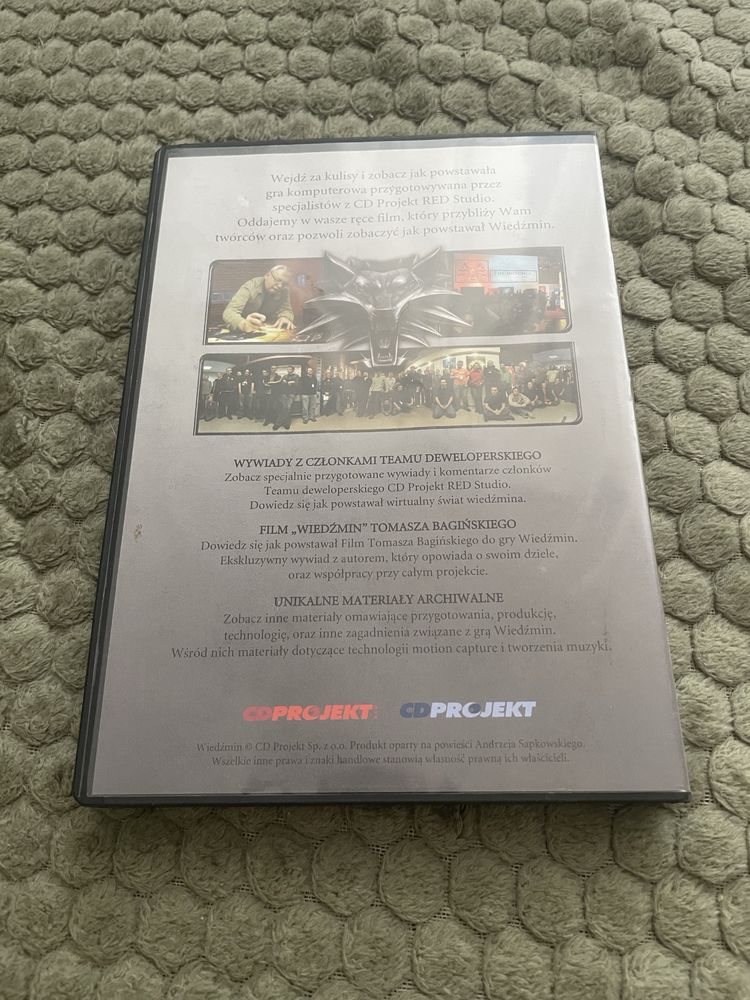 Wejdź za kulisy i zobacz jak powstawała
gra komputerowa przygotowywana przez
specjalistów z CD Projekt RED Studio.
Oddajemy w wasze ręce film, który przybliży Wam
twórców oraz pozwoli zobaczyć jak powstawał Wiedźmin.
THE WITCHER
WYWIADY Z CZŁONKAMI TEAMU DEWELOPERSKIEGO
Zobacz specjalnie przygotowane wywiady i komentarze członków
Teamu deweloperskiego CD Projekt RED Studio.
Dowiedz się jak powstawał wirtualny świat wiedźmina.
FILM „WIEDŹMIN” TOMASZA BAGIŃSKIEGO
Dowiedz się jak powstawał Film Tomasza Bagińskiego do gry Wiedźmin.
Ekskluzywny wywiad z autorem, który opowiada o swoim dziele,
oraz współpracy przy całym projekcie.
UNIKALNE MATERIAŁY ARCHIWALNE
Zobacz inne materiały omawiające przygotowania, produkcję,
technologię, oraz inne zagadnienia związane z grą Wiedźmin.
Wśród nich materiały dotyczące technologii motion capture i tworzenia muzyki.
CDPROJEKT CDPROJEKT
Wiedźmin © CD Projekt Sp. z o.o. Produkt oparty na powieści Andrzeja Sapkowskiego.
Wszelkie inne prawa i znaki handlowe stanowią własność prawną ich właścicieli.